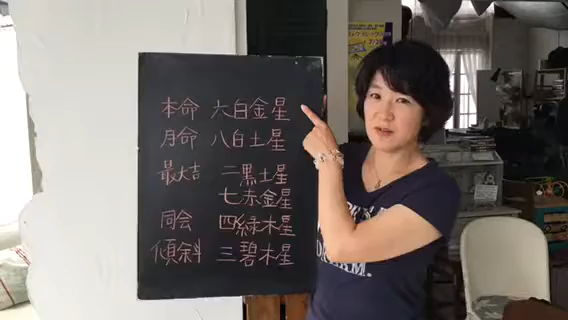 本命 六白金星
月命 八白土星
最大吉 二黒土星
七赤金星
同会 四緑木星
傾斜 三碧木星